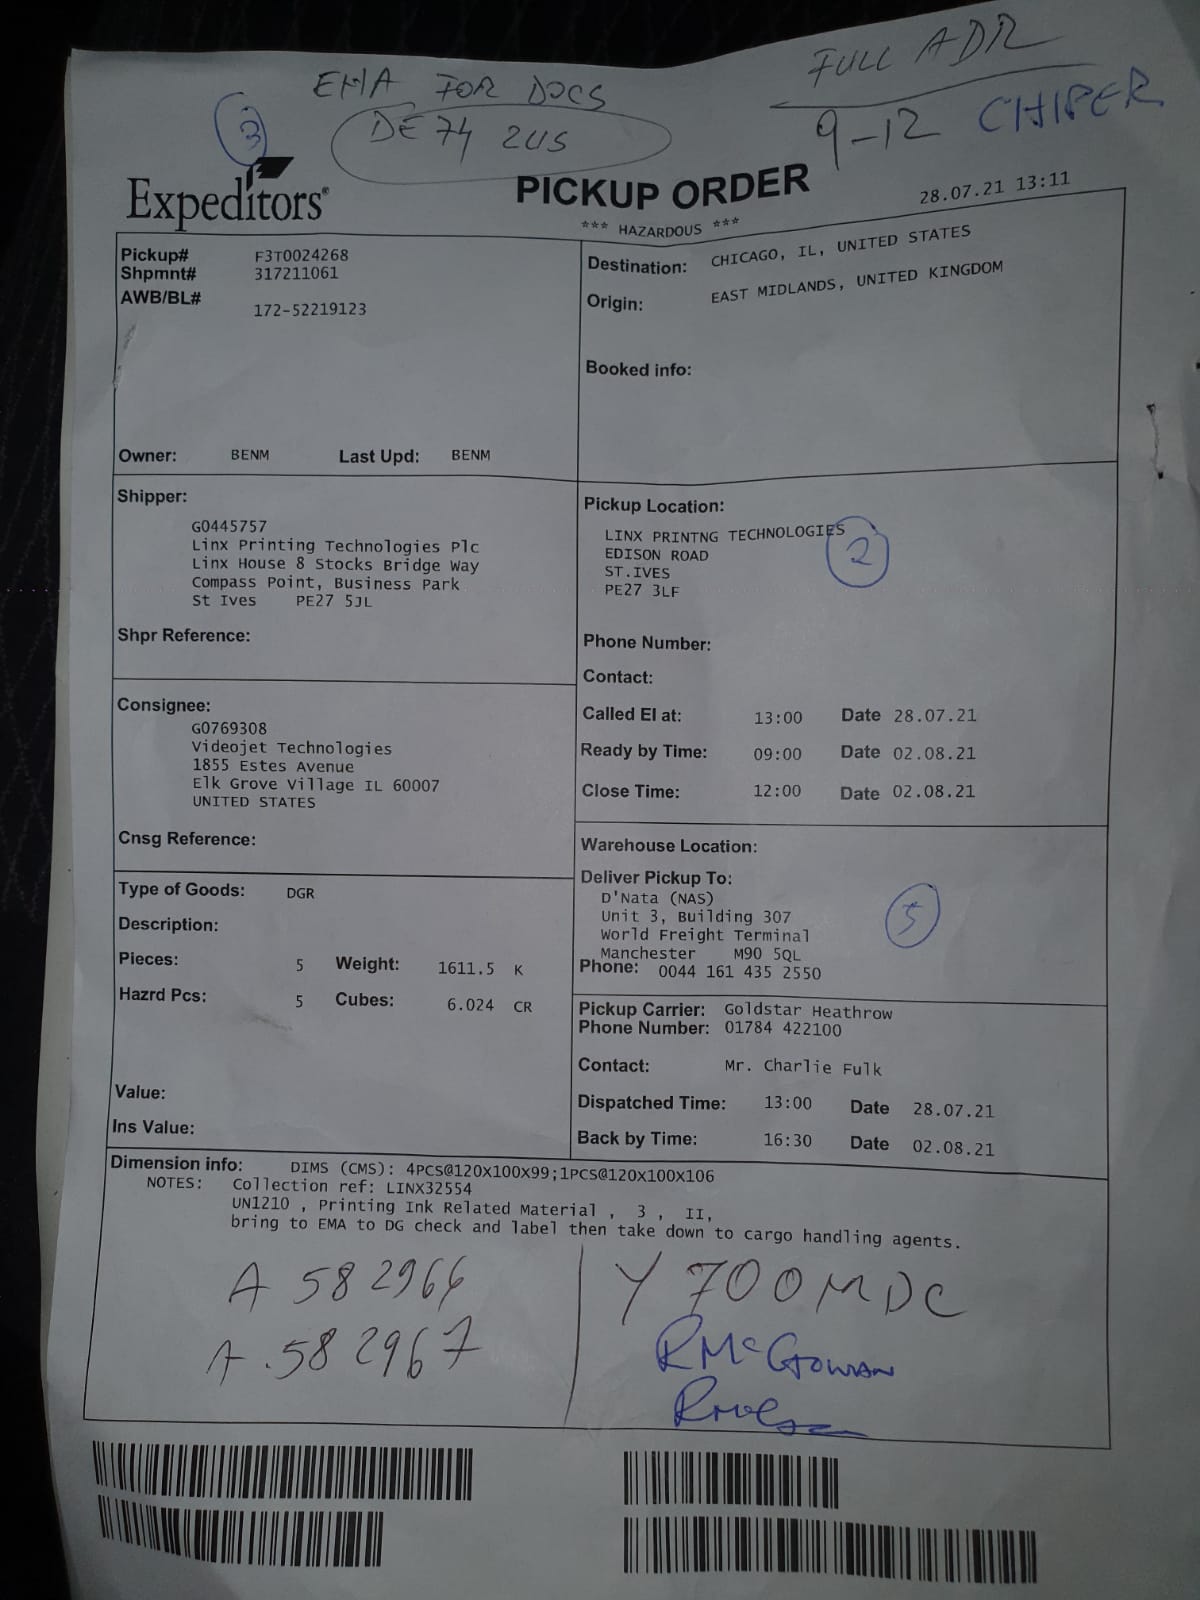 FULL ADR
EMA FOR DOCS
9-12 CHIPER
3
DE74 2US
Expeditors®
PICKUP ORDER
28.07.21 13:11
*** HAZARDOUS ***
Pickup# F3T0024268
Shpmnt# 317211061
AWB/BL# 172-52219123
Destination: CHICAGO, IL, UNITED STATES
Origin: EAST MIDLANDS, UNITED KINGDOM
Booked info:
Owner: BENM Last Upd: BENM
Shipper:
G0445757
Linx Printing Technologies Plc
Linx House 8 Stocks Bridge Way
Compass Point, Business Park
St Ives PE27 5JL
Shpr Reference:
Pickup Location:
LINX PRINTNG TECHNOLOGIES
EDISON ROAD
ST.IVES
PE27 3LF
2
Phone Number:
Contact:
Consignee:
G0769308
Videojet Technologies
1855 Estes Avenue
Elk Grove Village IL 60007
UNITED STATES
Cnsg Reference:
Called EI at: 13:00 Date 28.07.21
Ready by Time: 09:00 Date 02.08.21
Close Time: 12:00 Date 02.08.21
Warehouse Location:
Deliver Pickup To:
D'Nata (NAS)
Unit 3, Building 307
World Freight Terminal
Manchester M90 5QL
Phone: 0044 161 435 2550
5
Type of Goods: DGR
Description:
Pieces: 5 Weight: 1611.5 K
Hazrd Pcs: 5 Cubes: 6.024 CR
Value:
Ins Value:
Pickup Carrier: Goldstar Heathrow
Phone Number: 01784 422100
Contact: Mr. Charlie Fulk
Dispatched Time: 13:00 Date 28.07.21
Back by Time: 16:30 Date 02.08.21
Dimension info: DIMS (CMS): 4PCS@120X100X99;1PCS@120X100X106
NOTES: Collection ref: LINX32554
UN1210 , Printing Ink Related Material , 3 , II,
bring to EMA to DG check and label then take down to cargo handling agents.
A 582966
A.582967
Y700MDC
RMcGOWAN